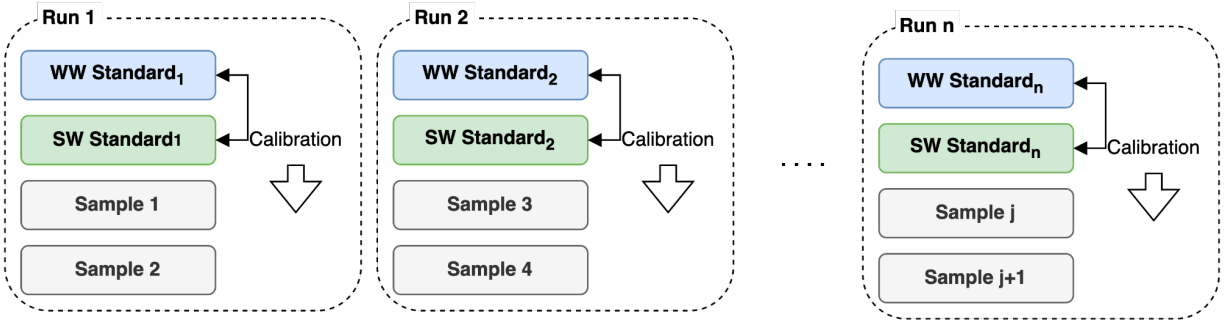 Run 1
WW Standard1
SW Standard1
Calibration
Sample 1
Sample 2
Run 2
WW Standard2
SW Standard2
Calibration
Sample 3
Sample 4
....
Run n
WW Standardn
SW Standardn
Calibration
Sample j
Sample j+1